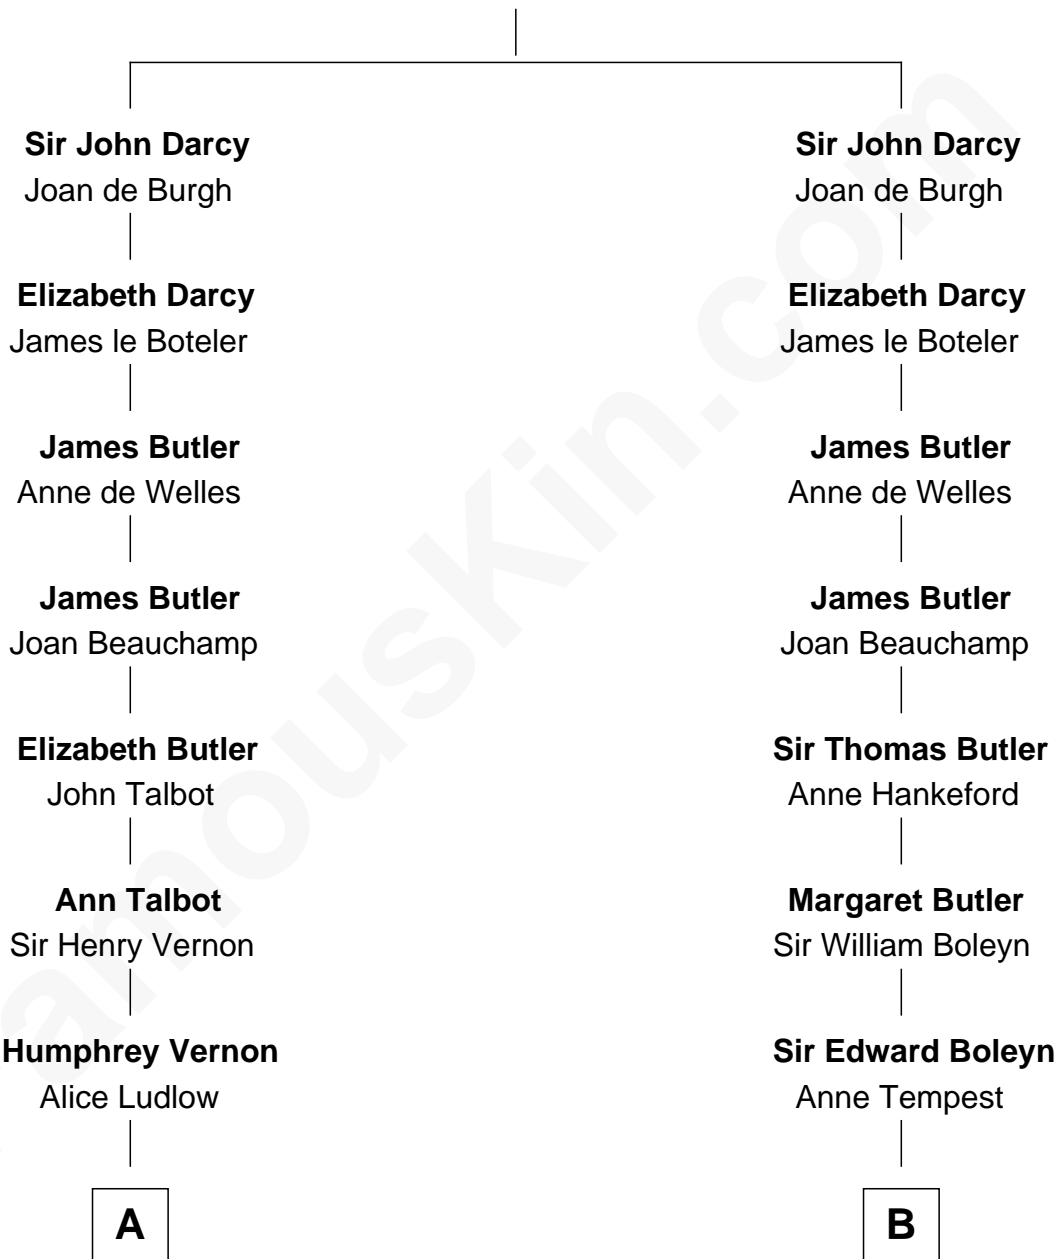 Sir John Darcy
Joan de Burgh
Elizabeth Darcy
James le Boteler
James Butler
Anne de Welles
James Butler
Joan Beauchamp
Elizabeth Butler
John Talbot
Ann Talbot
Sir Henry Vernon
Humphrey Vernon
Alice Ludlow
A
Sir John Darcy
Joan de Burgh
Elizabeth Darcy
James le Boteler
James Butler
Anne de Welles
James Butler
Joan Beauchamp
Sir Thomas Butler
Anne Hankeford
Margaret Butler
Sir William Boleyn
Sir Edward Boleyn
Anne Tempest
B
amousKin.com